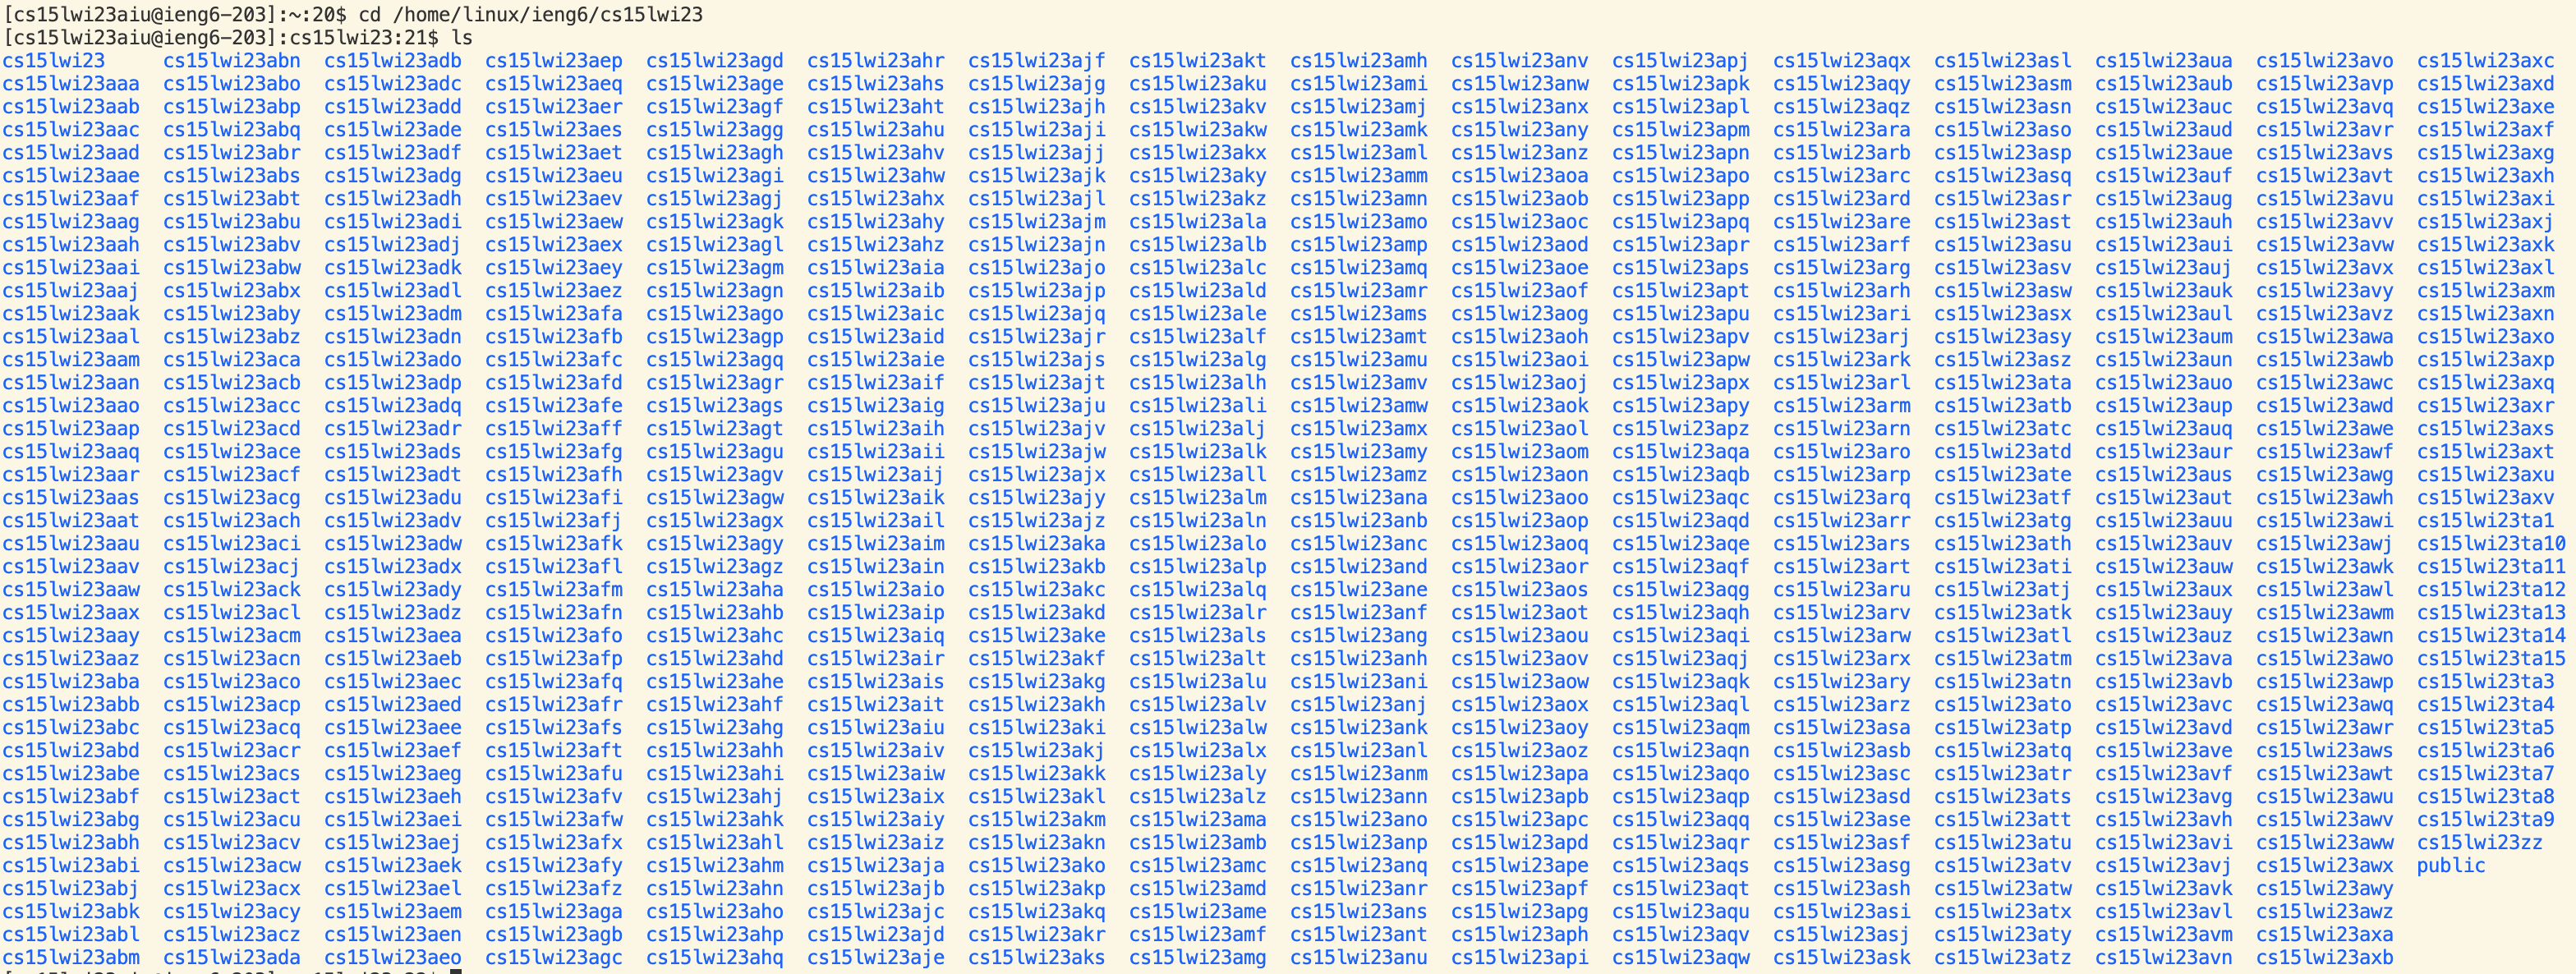 [cs15lwi23aiu@ieng6-203]:~:20$ cd /home/linux/ieng6/cs15lwi23
[cs15lwi23aiu@ieng6-203]:cs15lwi23:21$ ls
cs15lwi23 cs15lwi23abn cs15lwi23adb cs15lwi23aep cs15lwi23agd cs15lwi23ahr cs15lwi23ajf cs15lwi23akt cs15lwi23amh cs15lwi23anv cs15lwi23apj cs15lwi23aqx cs15lwi23asl cs15lwi23aua cs15lwi23avo cs15lwi23axc
cs15lwi23aaa cs15lwi23abo cs15lwi23adc cs15lwi23aeq cs15lwi23age cs15lwi23ahs cs15lwi23ajg cs15lwi23aku cs15lwi23ami cs15lwi23anw cs15lwi23apk cs15lwi23aqy cs15lwi23asm cs15lwi23aub cs15lwi23avp cs15lwi23axd
cs15lwi23aab cs15lwi23abp cs15lwi23add cs15lwi23aer cs15lwi23agf cs15lwi23aht cs15lwi23ajh cs15lwi23akv cs15lwi23amj cs15lwi23anx cs15lwi23apl cs15lwi23aqz cs15lwi23asn cs15lwi23auc cs15lwi23avq cs15lwi23axe
cs15lwi23aac cs15lwi23abq cs15lwi23ade cs15lwi23aes cs15lwi23agg cs15lwi23ahu cs15lwi23aji cs15lwi23akw cs15lwi23amk cs15lwi23any cs15lwi23apm cs15lwi23ara cs15lwi23aso cs15lwi23aud cs15lwi23avr cs15lwi23axf
cs15lwi23aad cs15lwi23abr cs15lwi23adf cs15lwi23aet cs15lwi23agh cs15lwi23ahv cs15lwi23ajj cs15lwi23akx cs15lwi23aml cs15lwi23anz cs15lwi23apn cs15lwi23arb cs15lwi23asp cs15lwi23aue cs15lwi23avs cs15lwi23axg
cs15lwi23aae cs15lwi23abs cs15lwi23adg cs15lwi23aeu cs15lwi23agi cs15lwi23ahw cs15lwi23ajk cs15lwi23aky cs15lwi23amm cs15lwi23aoa cs15lwi23apo cs15lwi23arc cs15lwi23asq cs15lwi23auf cs15lwi23avt cs15lwi23axh
cs15lwi23aaf cs15lwi23abt cs15lwi23adh cs15lwi23aev cs15lwi23agj cs15lwi23ahx cs15lwi23ajl cs15lwi23akz cs15lwi23amn cs15lwi23aob cs15lwi23app cs15lwi23ard cs15lwi23asr cs15lwi23aug cs15lwi23avu cs15lwi23axi
cs15lwi23aag cs15lwi23abu cs15lwi23adi cs15lwi23aew cs15lwi23agk cs15lwi23ahy cs15lwi23ajm cs15lwi23ala cs15lwi23amo cs15lwi23aoc cs15lwi23apq cs15lwi23are cs15lwi23ast cs15lwi23auh cs15lwi23avv cs15lwi23axj
cs15lwi23aah cs15lwi23abv cs15lwi23adj cs15lwi23aex cs15lwi23agl cs15lwi23ahz cs15lwi23ajn cs15lwi23alb cs15lwi23amp cs15lwi23aod cs15lwi23apr cs15lwi23arf cs15lwi23asu cs15lwi23aui cs15lwi23avw cs15lwi23axk
cs15lwi23aai cs15lwi23abw cs15lwi23adk cs15lwi23aey cs15lwi23agm cs15lwi23aia cs15lwi23ajo cs15lwi23alc cs15lwi23amq cs15lwi23aoe cs15lwi23aps cs15lwi23arg cs15lwi23asv cs15lwi23auj cs15lwi23avx cs15lwi23axl
cs15lwi23aaj cs15lwi23abx cs15lwi23adl cs15lwi23aez cs15lwi23agn cs15lwi23aib cs15lwi23ajp cs15lwi23ald cs15lwi23amr cs15lwi23aof cs15lwi23apt cs15lwi23arh cs15lwi23asw cs15lwi23auk cs15lwi23avy cs15lwi23axm
cs15lwi23aak cs15lwi23aby cs15lwi23adm cs15lwi23afa cs15lwi23ago cs15lwi23aic cs15lwi23ajq cs15lwi23ale cs15lwi23ams cs15lwi23aog cs15lwi23apu cs15lwi23ari cs15lwi23asx cs15lwi23aul cs15lwi23avz cs15lwi23axn
cs15lwi23aal cs15lwi23abz cs15lwi23adn cs15lwi23afb cs15lwi23agp cs15lwi23aid cs15lwi23ajr cs15lwi23alf cs15lwi23amt cs15lwi23aoh cs15lwi23apv cs15lwi23arj cs15lwi23asy cs15lwi23aum cs15lwi23awa cs15lwi23axo
cs15lwi23aam cs15lwi23aca cs15lwi23ado cs15lwi23afc cs15lwi23agq cs15lwi23aie cs15lwi23ajs cs15lwi23alg cs15lwi23amu cs15lwi23aoi cs15lwi23apw cs15lwi23ark cs15lwi23asz cs15lwi23aun cs15lwi23awb cs15lwi23axp
cs15lwi23aan cs15lwi23acb cs15lwi23adp cs15lwi23afd cs15lwi23agr cs15lwi23aif cs15lwi23ajt cs15lwi23alh cs15lwi23amv cs15lwi23aoj cs15lwi23apx cs15lwi23arl cs15lwi23ata cs15lwi23auo cs15lwi23awc cs15lwi23axq
cs15lwi23aao cs15lwi23acc cs15lwi23adq cs15lwi23afe cs15lwi23ags cs15lwi23aig cs15lwi23aju cs15lwi23ali cs15lwi23amw cs15lwi23aok cs15lwi23apy cs15lwi23arm cs15lwi23atb cs15lwi23aup cs15lwi23awd cs15lwi23axr
cs15lwi23aap cs15lwi23acd cs15lwi23adr cs15lwi23aff cs15lwi23agt cs15lwi23aih cs15lwi23ajv cs15lwi23alj cs15lwi23amx cs15lwi23aol cs15lwi23apz cs15lwi23arn cs15lwi23atc cs15lwi23auq cs15lwi23awe cs15lwi23axs
cs15lwi23aaq cs15lwi23ace cs15lwi23ads cs15lwi23afg cs15lwi23agu cs15lwi23aii cs15lwi23ajw cs15lwi23alk cs15lwi23amy cs15lwi23aom cs15lwi23aqa cs15lwi23aro cs15lwi23atd cs15lwi23aur cs15lwi23awf cs15lwi23axt
cs15lwi23aar cs15lwi23acf cs15lwi23adt cs15lwi23afh cs15lwi23agv cs15lwi23aij cs15lwi23ajx cs15lwi23all cs15lwi23amz cs15lwi23aon cs15lwi23aqb cs15lwi23arp cs15lwi23ate cs15lwi23aus cs15lwi23awg cs15lwi23axu
cs15lwi23aas cs15lwi23acg cs15lwi23adu cs15lwi23afi cs15lwi23agw cs15lwi23aik cs15lwi23ajy cs15lwi23alm cs15lwi23ana cs15lwi23aoo cs15lwi23aqc cs15lwi23arq cs15lwi23atf cs15lwi23aut cs15lwi23awh cs15lwi23axv
cs15lwi23aat cs15lwi23ach cs15lwi23adv cs15lwi23afj cs15lwi23agx cs15lwi23ail cs15lwi23ajz cs15lwi23aln cs15lwi23anb cs15lwi23aop cs15lwi23aqd cs15lwi23arr cs15lwi23atg cs15lwi23auu cs15lwi23awi cs15lwi23ta1
cs15lwi23aau cs15lwi23aci cs15lwi23adw cs15lwi23afk cs15lwi23agy cs15lwi23aim cs15lwi23aka cs15lwi23alo cs15lwi23anc cs15lwi23aoq cs15lwi23aqe cs15lwi23ars cs15lwi23ath cs15lwi23auv cs15lwi23awj cs15lwi23ta10
cs15lwi23aav cs15lwi23acj cs15lwi23adx cs15lwi23afl cs15lwi23agz cs15lwi23ain cs15lwi23akb cs15lwi23alp cs15lwi23and cs15lwi23aor cs15lwi23aqf cs15lwi23art cs15lwi23ati cs15lwi23auw cs15lwi23awk cs15lwi23ta11
cs15lwi23aaw cs15lwi23ack cs15lwi23ady cs15lwi23afm cs15lwi23aha cs15lwi23aio cs15lwi23akc cs15lwi23alq cs15lwi23ane cs15lwi23aos cs15lwi23aqg cs15lwi23aru cs15lwi23atj cs15lwi23aux cs15lwi23awl cs15lwi23ta12
cs15lwi23aax cs15lwi23acl cs15lwi23adz cs15lwi23afn cs15lwi23ahb cs15lwi23aip cs15lwi23akd cs15lwi23alr cs15lwi23anf cs15lwi23aot cs15lwi23aqh cs15lwi23arv cs15lwi23atk cs15lwi23auy cs15lwi23awm cs15lwi23ta13
cs15lwi23aay cs15lwi23acm cs15lwi23aea cs15lwi23afo cs15lwi23ahc cs15lwi23aiq cs15lwi23ake cs15lwi23als cs15lwi23ang cs15lwi23aou cs15lwi23aqi cs15lwi23arw cs15lwi23atl cs15lwi23auz cs15lwi23awn cs15lwi23ta14
cs15lwi23aaz cs15lwi23acn cs15lwi23aeb cs15lwi23afp cs15lwi23ahd cs15lwi23air cs15lwi23akf cs15lwi23alt cs15lwi23anh cs15lwi23aov cs15lwi23aqj cs15lwi23arx cs15lwi23atm cs15lwi23ava cs15lwi23awo cs15lwi23ta15
cs15lwi23aba cs15lwi23aco cs15lwi23aec cs15lwi23afq cs15lwi23ahe cs15lwi23ais cs15lwi23akg cs15lwi23alu cs15lwi23ani cs15lwi23aow cs15lwi23aqk cs15lwi23ary cs15lwi23atn cs15lwi23avb cs15lwi23awp cs15lwi23ta3
cs15lwi23abb cs15lwi23acp cs15lwi23aed cs15lwi23afr cs15lwi23ahf cs15lwi23ait cs15lwi23akh cs15lwi23alv cs15lwi23anj cs15lwi23aox cs15lwi23aql cs15lwi23arz cs15lwi23ato cs15lwi23avc cs15lwi23awq cs15lwi23ta4
cs15lwi23abc cs15lwi23acq cs15lwi23aee cs15lwi23afs cs15lwi23ahg cs15lwi23aiu cs15lwi23aki cs15lwi23alw cs15lwi23ank cs15lwi23aoy cs15lwi23aqm cs15lwi23asa cs15lwi23atp cs15lwi23avd cs15lwi23awr cs15lwi23ta5
cs15lwi23abd cs15lwi23acr cs15lwi23aef cs15lwi23aft cs15lwi23ahh cs15lwi23aiv cs15lwi23akj cs15lwi23alx cs15lwi23anl cs15lwi23aoz cs15lwi23aqn cs15lwi23asb cs15lwi23atq cs15lwi23ave cs15lwi23aws cs15lwi23ta6
cs15lwi23abe cs15lwi23acs cs15lwi23aeg cs15lwi23afu cs15lwi23ahi cs15lwi23aiw cs15lwi23akk cs15lwi23aly cs15lwi23anm cs15lwi23apa cs15lwi23aqo cs15lwi23asc cs15lwi23atr cs15lwi23avf cs15lwi23awt cs15lwi23ta7
cs15lwi23abf cs15lwi23act cs15lwi23aeh cs15lwi23afv cs15lwi23ahj cs15lwi23aix cs15lwi23akl cs15lwi23alz cs15lwi23ann cs15lwi23apb cs15lwi23aqp cs15lwi23asd cs15lwi23ats cs15lwi23avg cs15lwi23awu cs15lwi23ta8
cs15lwi23abg cs15lwi23acu cs15lwi23aei cs15lwi23afw cs15lwi23ahk cs15lwi23aiy cs15lwi23akm cs15lwi23ama cs15lwi23ano cs15lwi23apc cs15lwi23aqq cs15lwi23ase cs15lwi23att cs15lwi23avh cs15lwi23awv cs15lwi23ta9
cs15lwi23abh cs15lwi23acv cs15lwi23aej cs15lwi23afx cs15lwi23ahl cs15lwi23aiz cs15lwi23akn cs15lwi23amb cs15lwi23anp cs15lwi23apd cs15lwi23aqr cs15lwi23asf cs15lwi23atu cs15lwi23avi cs15lwi23aww cs15lwi23zz
cs15lwi23abi cs15lwi23acw cs15lwi23aek cs15lwi23afy cs15lwi23ahm cs15lwi23aja cs15lwi23ako cs15lwi23amc cs15lwi23anq cs15lwi23ape cs15lwi23aqs cs15lwi23asg cs15lwi23atv cs15lwi23avj cs15lwi23awx public
cs15lwi23abj cs15lwi23acx cs15lwi23ael cs15lwi23afz cs15lwi23ahn cs15lwi23ajb cs15lwi23akp cs15lwi23amd cs15lwi23anr cs15lwi23apf cs15lwi23aqt cs15lwi23ash cs15lwi23atw cs15lwi23avk cs15lwi23awy
cs15lwi23abk cs15lwi23acy cs15lwi23aem cs15lwi23aga cs15lwi23aho cs15lwi23ajc cs15lwi23akq cs15lwi23ame cs15lwi23ans cs15lwi23apg cs15lwi23aqu cs15lwi23asi cs15lwi23atx cs15lwi23avl cs15lwi23awz
cs15lwi23abl cs15lwi23acz cs15lwi23aen cs15lwi23agb cs15lwi23ahp cs15lwi23ajd cs15lwi23akr cs15lwi23amf cs15lwi23ant cs15lwi23aph cs15lwi23aqv cs15lwi23asj cs15lwi23aty cs15lwi23avm cs15lwi23axa
cs15lwi23abm cs15lwi23ada cs15lwi23aeo cs15lwi23agc cs15lwi23ahq cs15lwi23aje cs15lwi23aks cs15lwi23amg cs15lwi23anu cs15lwi23api cs15lwi23aqw cs15lwi23ask cs15lwi23atz cs15lwi23avn cs15lwi23axb